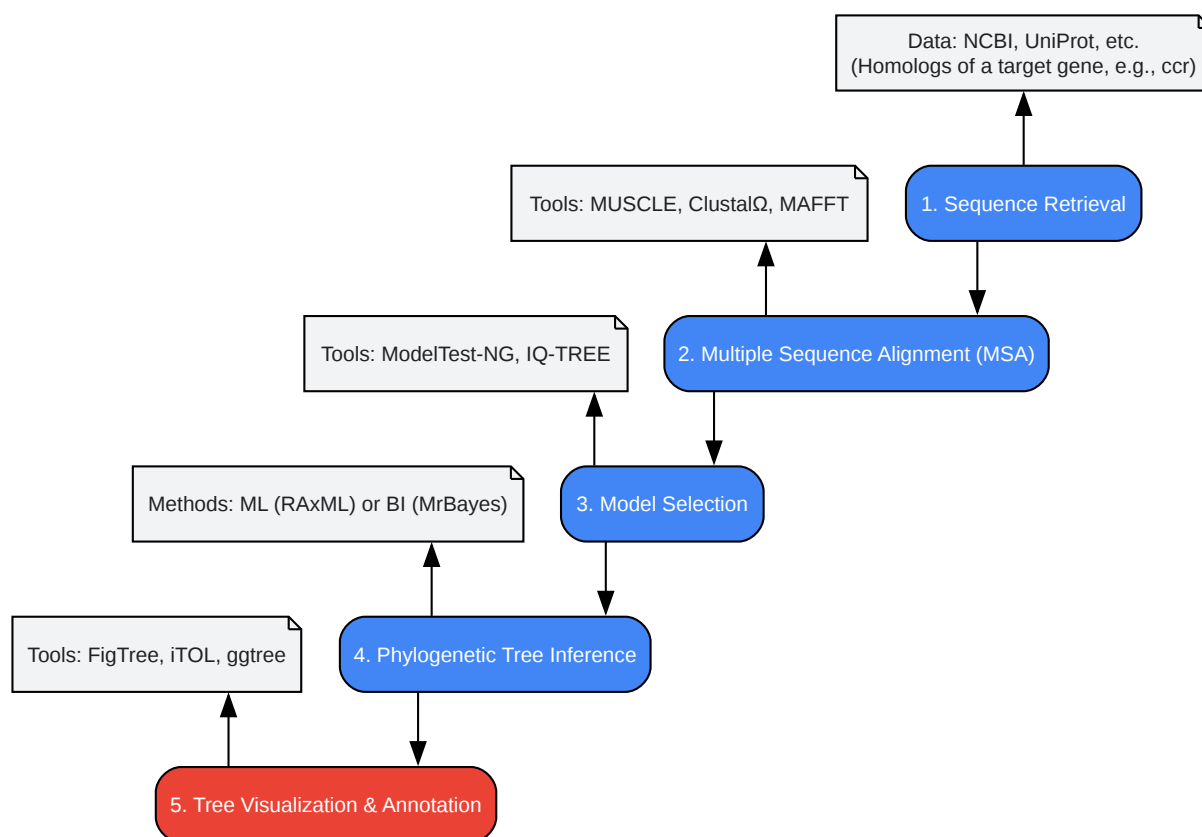 Data: NCBI, UniProt, etc.
(Homologs of a target gene, e.g., ccr)
1. Sequence Retrieval
Tools: MUSCLE, ClustalΩ, MAFFT
2. Multiple Sequence Alignment (MSA)
Tools: ModelTest-NG, IQ-TREE
3. Model Selection
Methods: ML (RAxML) or BI (MrBayes)
4. Phylogenetic Tree Inference
Tools: FigTree, iTOL, ggtree
5. Tree Visualization & Annotation